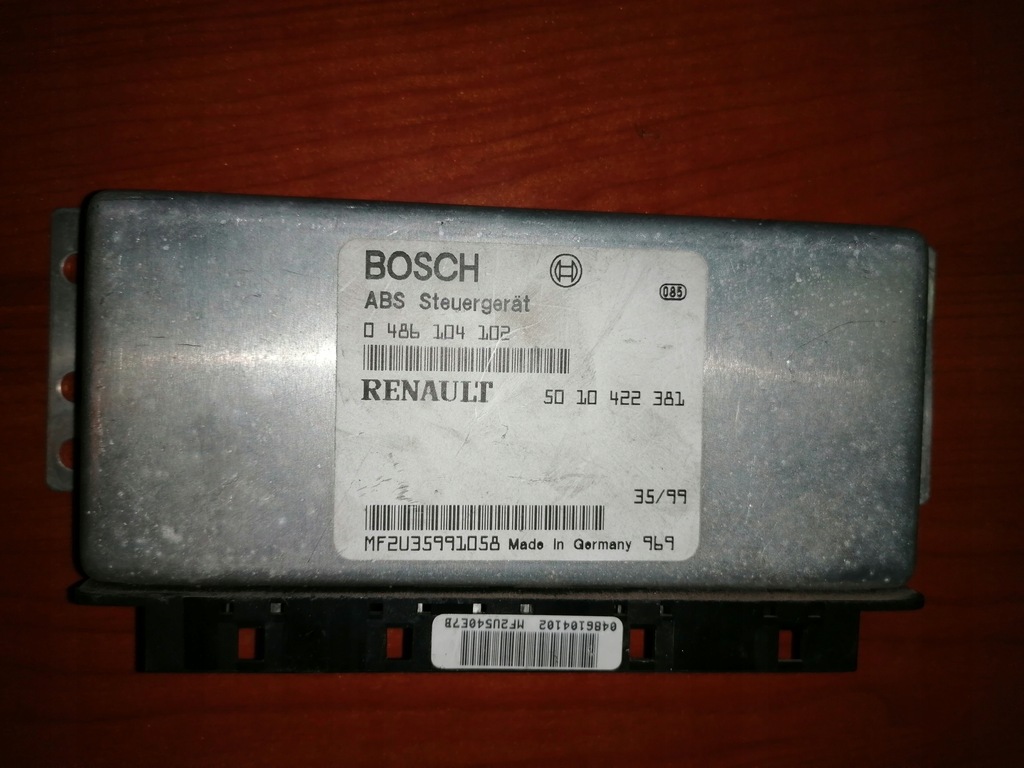 BOSCH
085
ABS Steuergerät
0 486 104 102
RENAULT 50 10 422 381
35/99
MF2U35991058 Made In Germany 969
0486104102 MF2U540E7B